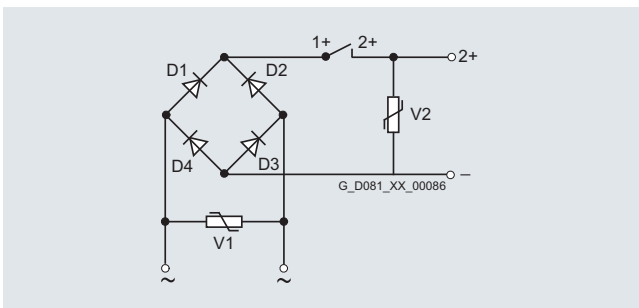 1+ 2+
2+
D1 D2
V2
D4 D3
–
G_D081_XX_00086
V1
~ ~